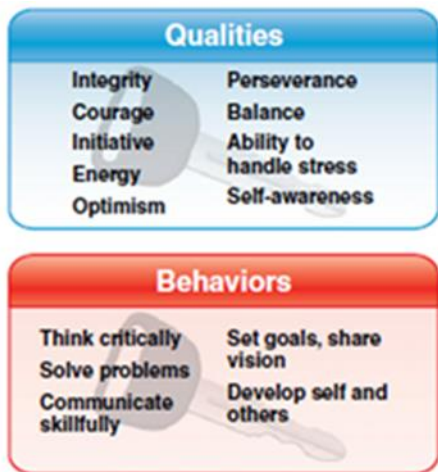 Qualities
Integrity
Courage
Initiative
Energy
Optimism
Perseverance
Balance
Ability to
handle stress
Self-awareness
Behaviors
Think critically
Solve problems
Communicate
skillfully
Set goals, share
vision
Develop self and
others